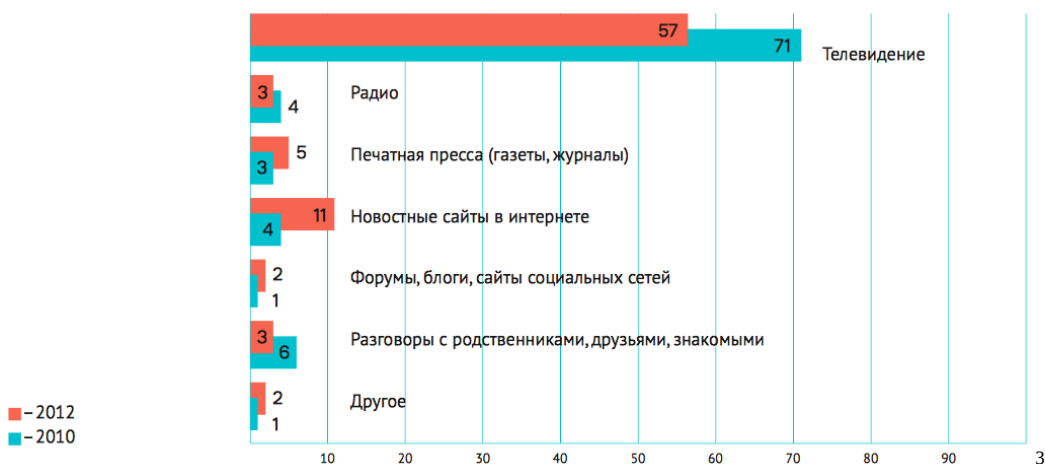 57
71
Телевидение
3
4
Радио
5
3
Печатная пресса (газеты, журналы)
11
4
Новостные сайты в интернете
2
1
Форумы, блоги, сайты социальных сетей
3
6
Разговоры с родственниками, друзьями, знакомыми
2
1
Другое
– 2012
– 2010
10 20 30 40 50 60 70 80 90
3